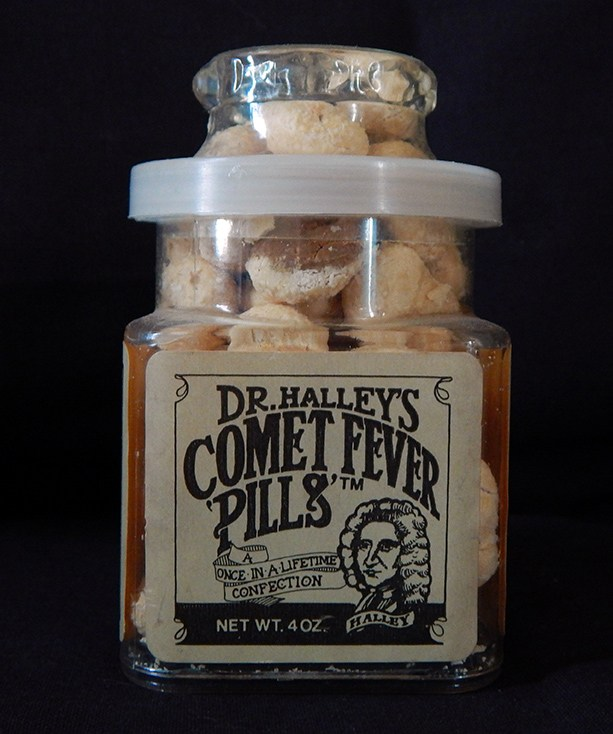 DR. HALLEY'S
COMET FEVER
'PILLS'™
A
ONCE·IN·A·LIFETIME
CONFECTION
HALLEY
NET WT. 4 OZ.